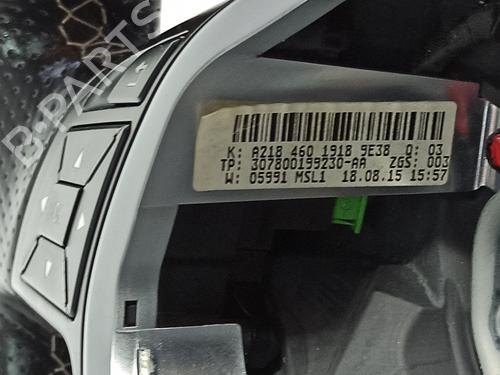 B-PARTS
K: A218 460 1918 9E38 Q: 03
TP: 307800199230-AA ZGS: 003
W: 05991 MSL1 18.08.15 15:57